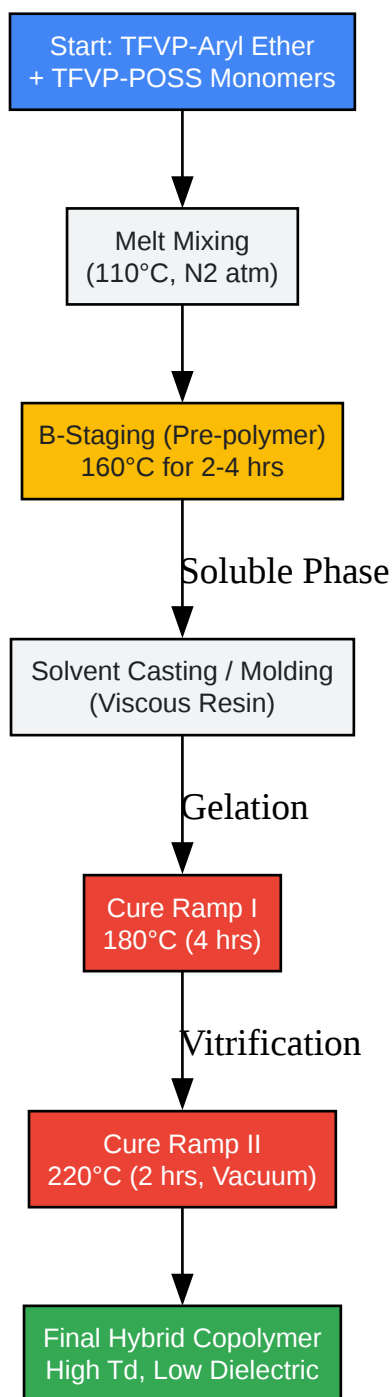 Start: TFVP-Aryl Ether
+ TFVP-POSS Monomers
Melt Mixing
(110°C, N2 atm)
B-Staging (Pre-polymer)
160°C for 2-4 hrs
Soluble Phase
Solvent Casting / Molding
(Viscous Resin)
Gelation
Cure Ramp I
180°C (4 hrs)
Vitrification
Cure Ramp II
220°C (2 hrs, Vacuum)
Final Hybrid Copolymer
High Td, Low Dielectric